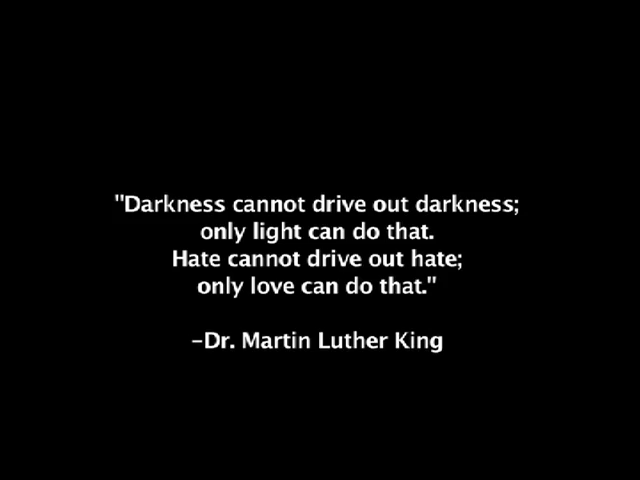 "Darkness cannot drive out darkness;
only light can do that.
Hate cannot drive out hate;
only love can do that."
–Dr. Martin Luther King